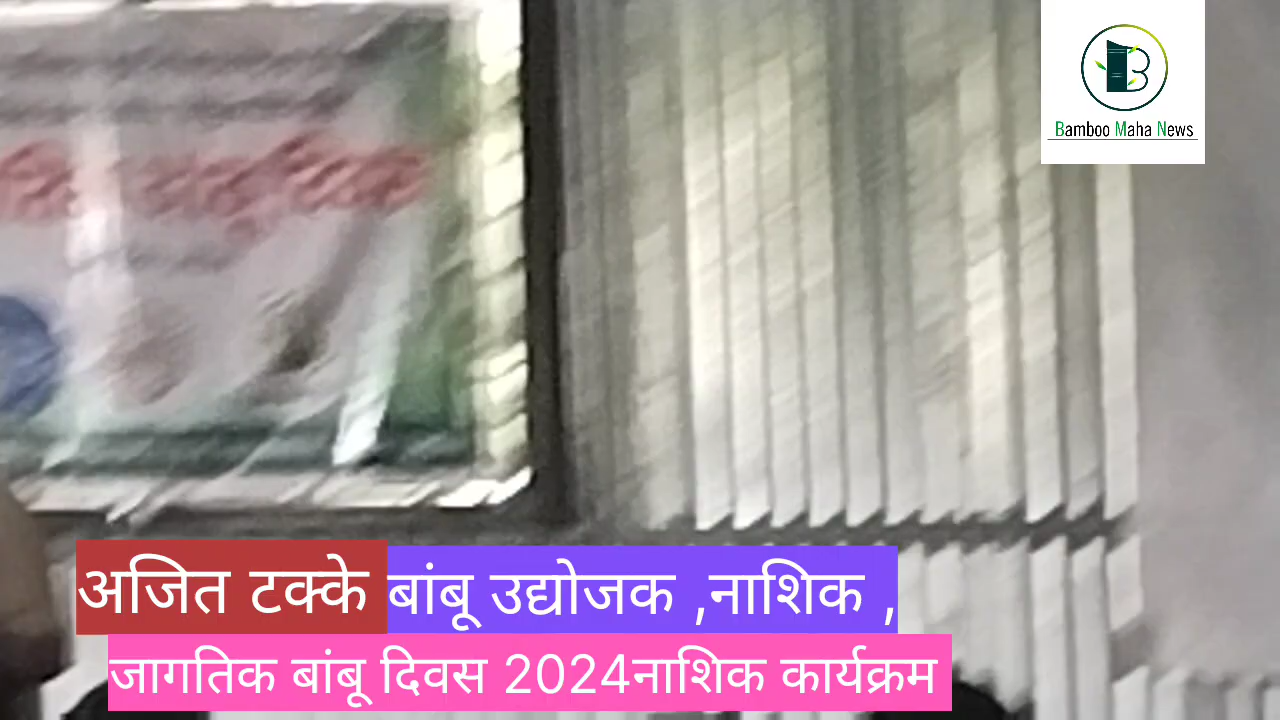 Bamboo Maha News
अजित टक्के बांबू उद्योजक ,नाशिक ,
जागतिक बांबू दिवस 2024नाशिक कार्यक्रम